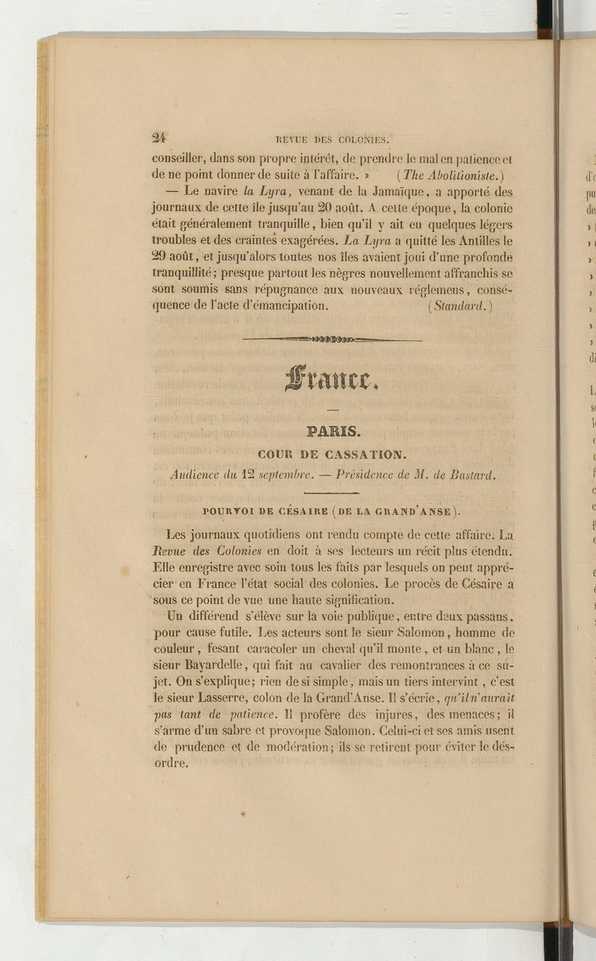 24 REVUE DES COLONIES.
conseiller, dans son propre intérêt, de prendre le mal en patience et
de ne point donner de suite à l'affaire. » (The Abolitioniste.)
— Le navire la Lyra, venant de la Jamaïque, a apporté des
journaux de cette île jusqu'au 20 août. A cette époque, la colonie
était généralement tranquille, bien qu'il y ait eu quelques légers
troubles et des craintes exagérées. La Lyra a quitté les Antilles le
29 août, et jusqu'alors toutes nos îles avaient joui d'une profonde
tranquillité; presque partout les nègres nouvellement affranchis se
sont soumis sans répugnance aux nouveaux réglemens, consé-
quence de l'acte d'émancipation. (Standard.)
France.
PARIS.
COUR DE CASSATION.
Audience du 12 septembre. — Présidence de M. de Bastard.
POURVOI DE CÉSAIRE (DE LA GRAND'ANSE).
Les journaux quotidiens ont rendu compte de cette affaire. La
Revue des Colonies en doit à ses lecteurs un récit plus étendu.
Elle enregistre avec soin tous les faits par lesquels on peut appré-
cier en France l'état social des colonies. Le procès de Césaire a
sous ce point de vue une haute signification.
Un différend s'élève sur la voie publique, entre deux passans,
pour cause futile. Les acteurs sont le sieur Salomon, homme de
couleur, fesant caracoler un cheval qu'il monte, et un blanc, le
sieur Bayardelle, qui fait au cavalier des remontrances à ce su-
jet. On s'explique; rien de si simple, mais un tiers intervint, c'est
le sieur Lasserre, colon de la Grand'Anse. Il s'écrie, qu'il n'aurait
pas tant de patience. Il profère des injures, des menaces; il
s'arme d'un sabre et provoque Salomon. Celui-ci et ses amis usent
de prudence et de modération; ils se retirent pour éviter le dés-
ordre.